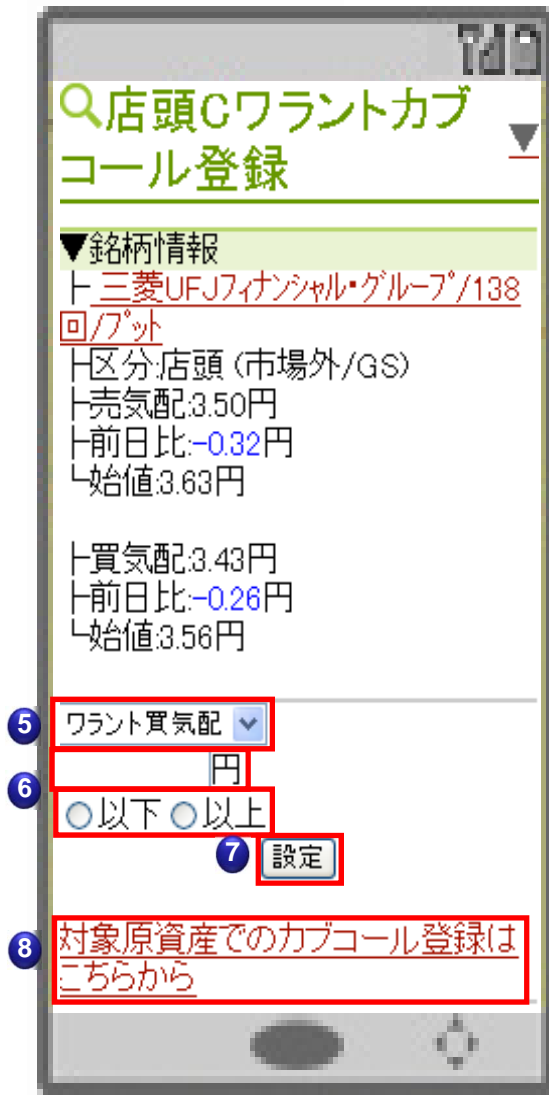 店頭Cワラントカブ
コール登録
▼
▼銘柄情報
├ 三菱UFJフィナンシャル・グループ/138
回/プット
├区分:店頭 (市場外/GS)
├売気配:3.50円
├前日比:-0.32円
└始値:3.63円
├買気配:3.43円
├前日比:-0.26円
└始値:3.56円
5 ワラント買気配
円
6
○以下 ○以上
7 設定
8 対象原資産でのカブコール登録は
こちらから